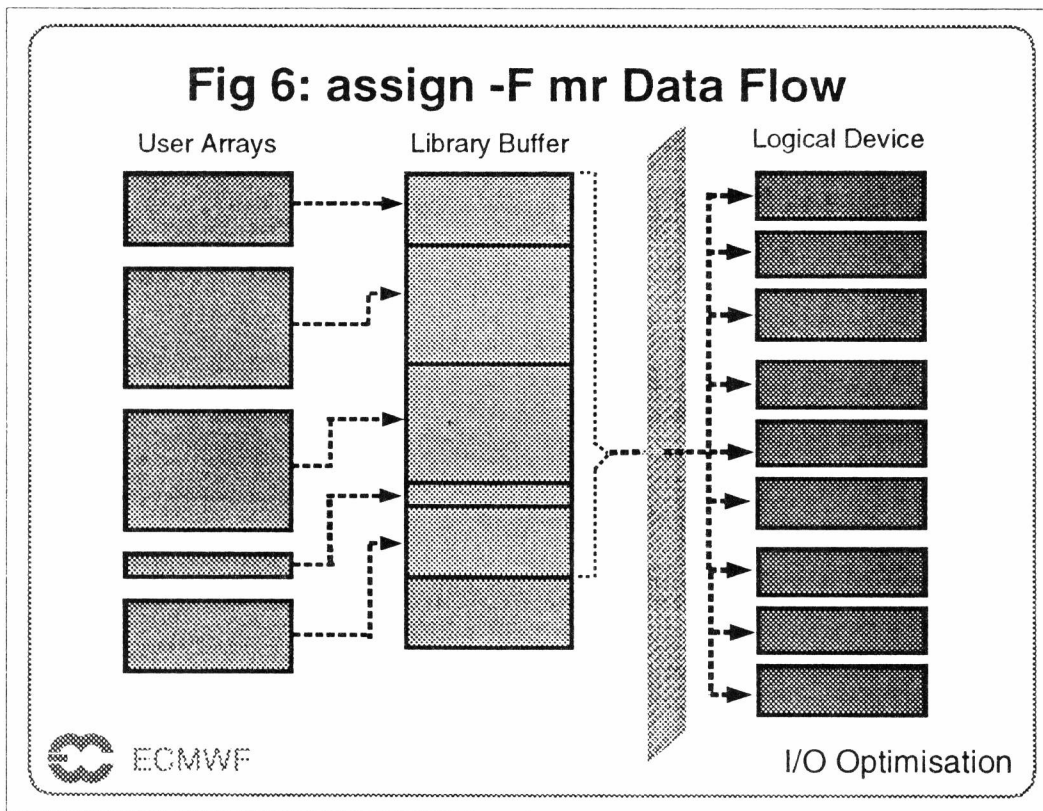 Fig 6: assign -F mr Data Flow
User Arrays
Library Buffer
Logical Device
ECMWF
I/O Optimisation